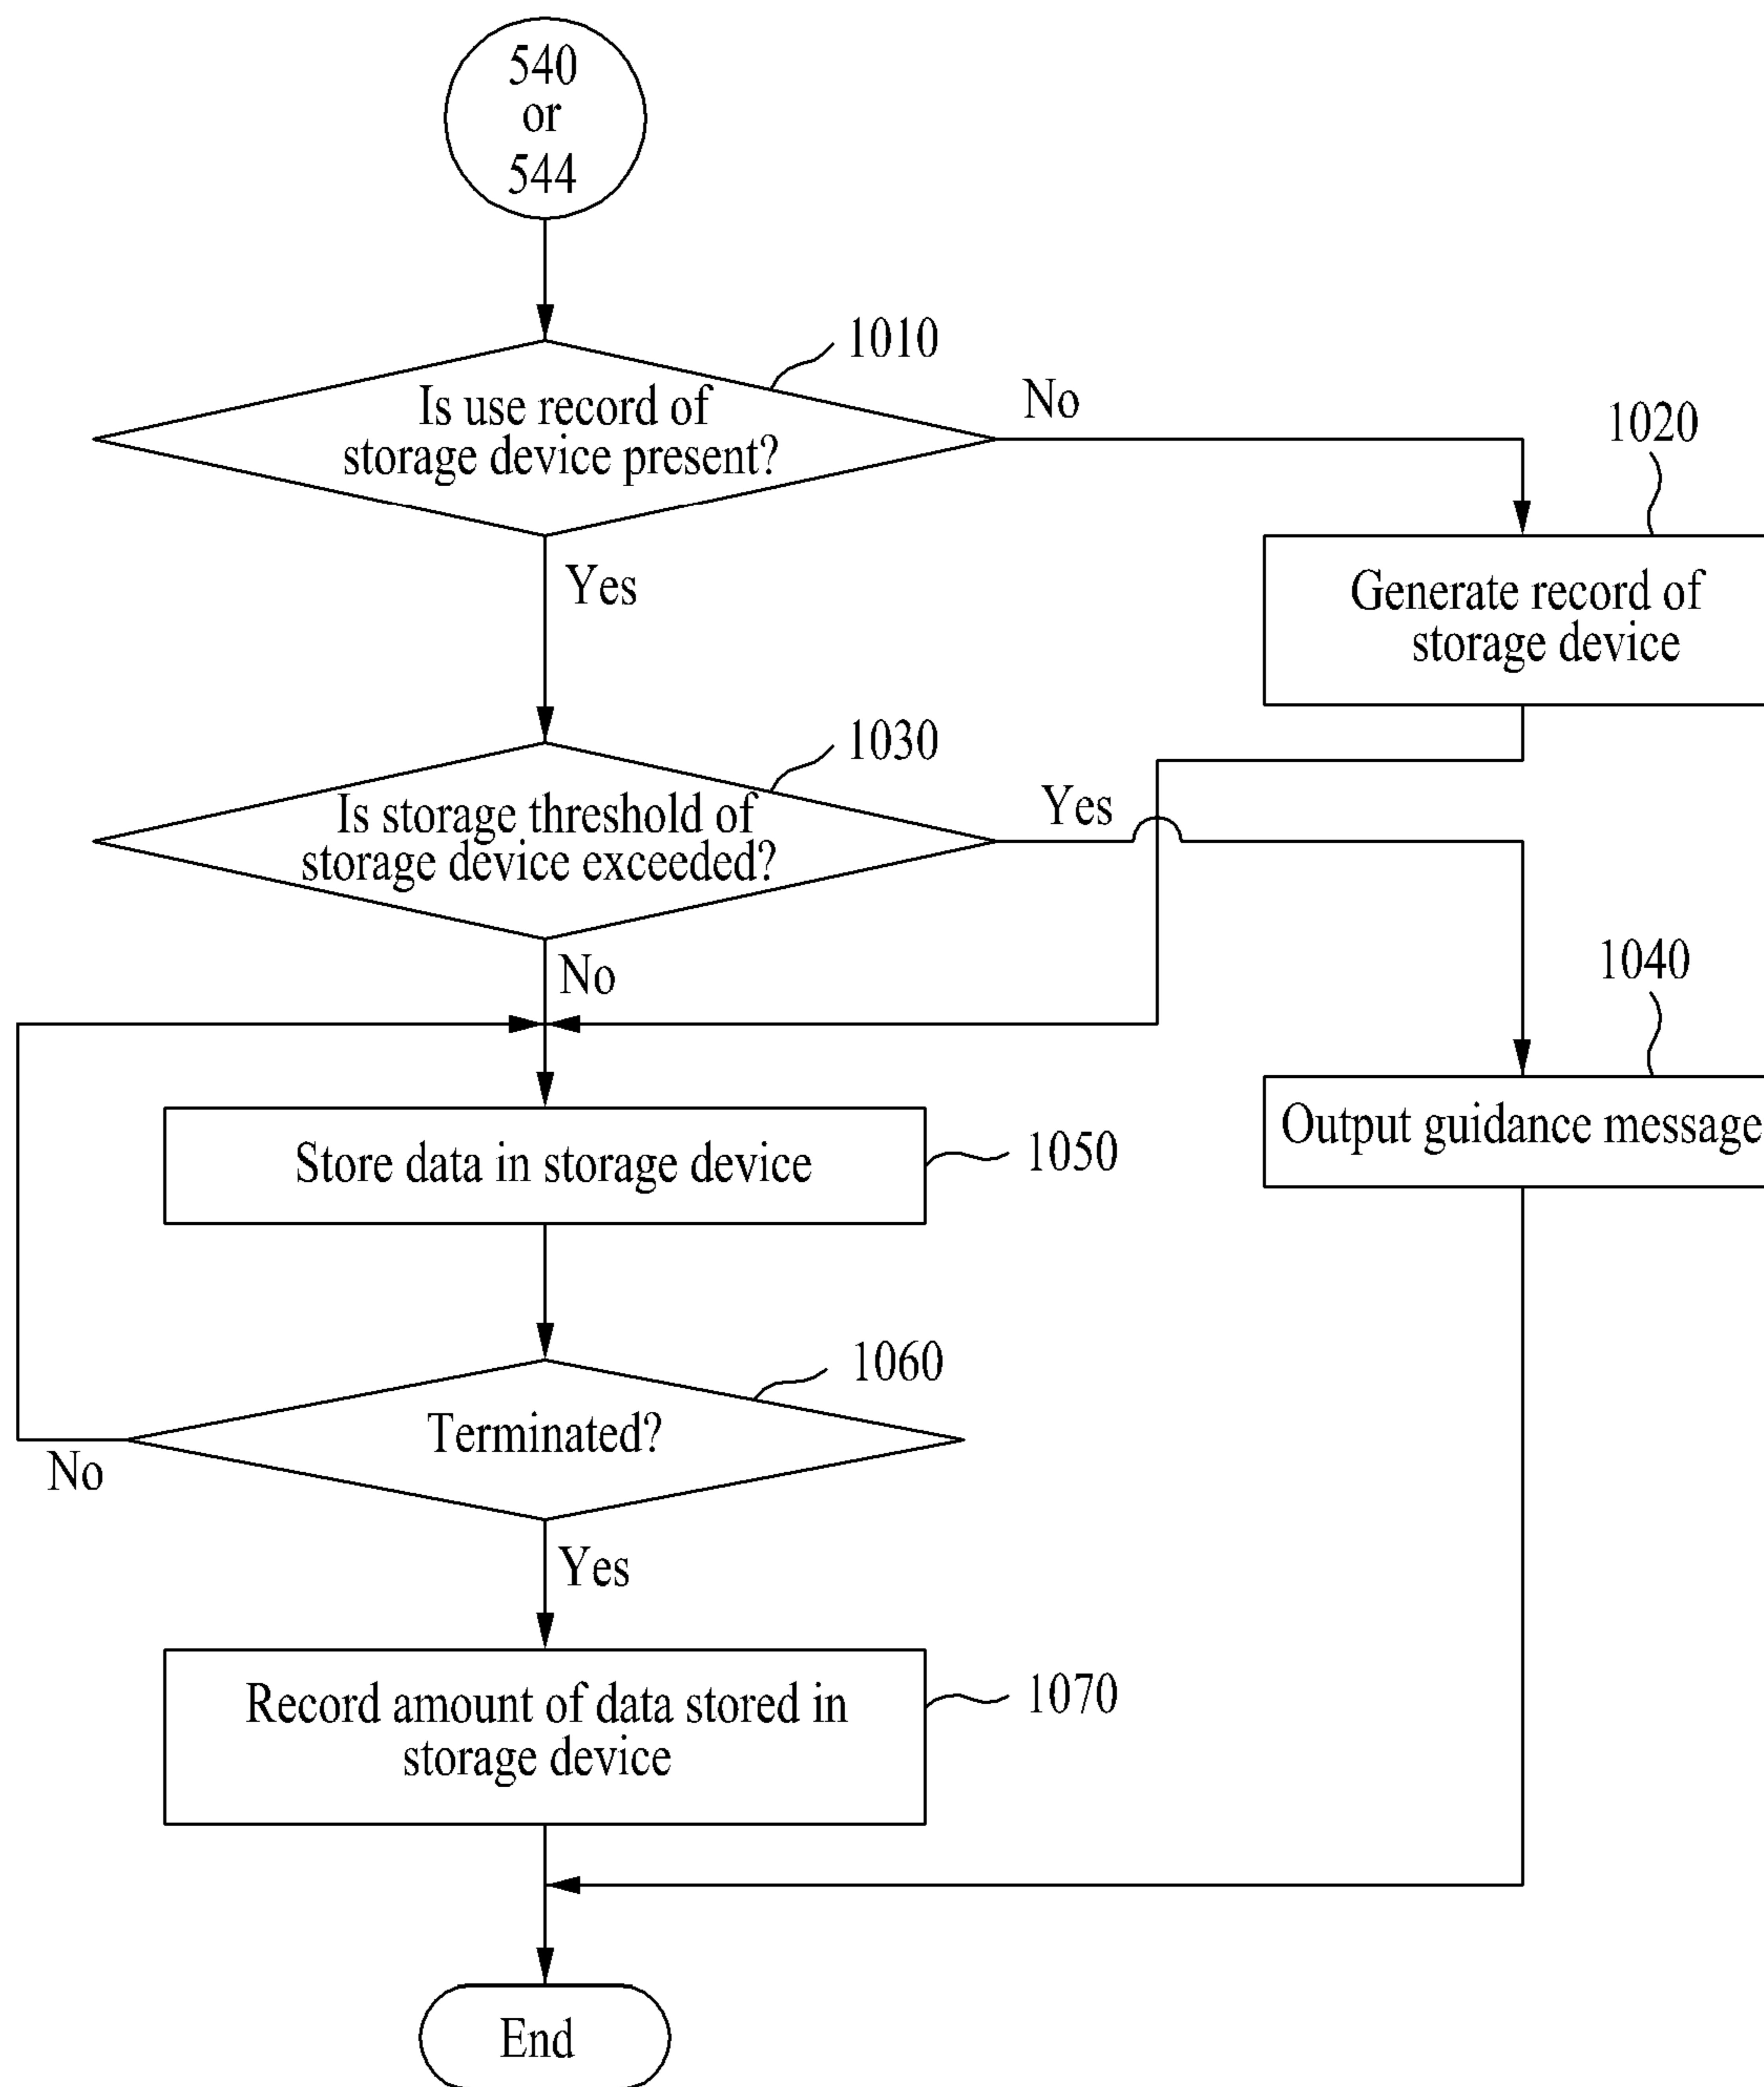 540
or
544
1010
Is use record of
storage device present?
No
1020
Generate record of
storage device
Yes
1030
Is storage threshold of
storage device exceeded?
Yes
No
1040
Output guidance message
Store data in storage device
1050
1060
Terminated?
No
Yes
Record amount of data stored in
storage device
1070
End